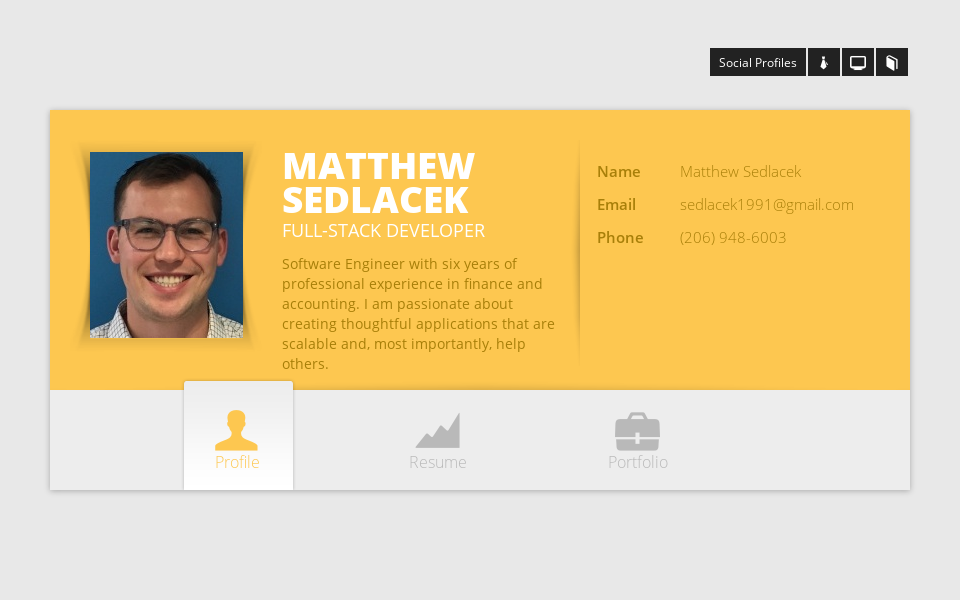 Social Profiles
MATTHEW
SEDLACEK
FULL-STACK DEVELOPER
Software Engineer with six years of
professional experience in finance and
accounting. I am passionate about
creating thoughtful applications that are
scalable and, most importantly, help
others.
Name Matthew Sedlacek
Email sedlacek1991@gmail.com
Phone (206) 948-6003
Profile
Resume
Portfolio